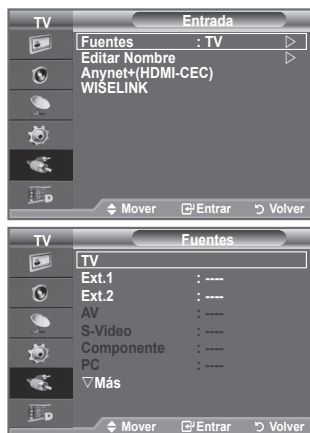 TV Entrada
Fuentes : TV ▷
Editar Nombre ▷
Anynet+(HDMI-CEC)
WISELINK
Mover Entrar Volver
TV Fuentes
TV
Ext.1 : ----
Ext.2 : ----
AV : ----
S-Video : ----
Componente : ----
PC : ----
▽Más
Mover Entrar Volver